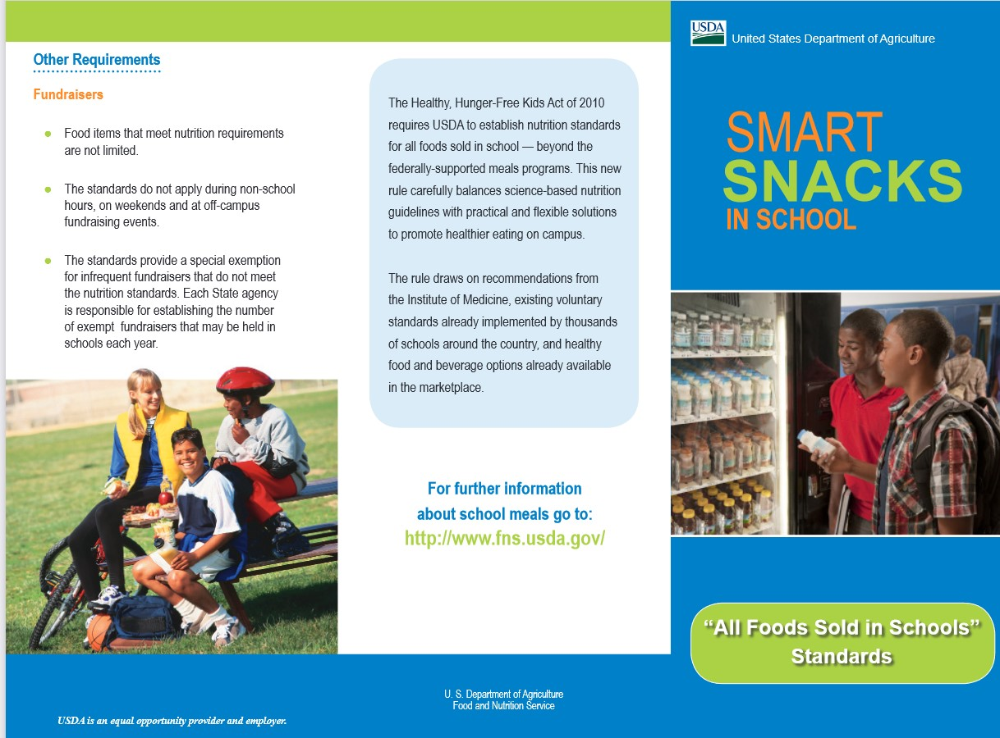 Other Requirements
Fundraisers
● Food items that meet nutrition requirements
are not limited.
● The standards do not apply during non-school
hours, on weekends and at off-campus
fundraising events.
● The standards provide a special exemption
for infrequent fundraisers that do not meet
the nutrition standards. Each State agency
is responsible for establishing the number
of exempt  fundraisers that may be held in
schools each year.
USDA is an equal opportunity provider and employer.
The Healthy, Hunger-Free Kids Act of 2010
requires USDA to establish nutrition standards
for all foods sold in school — beyond the
federally-supported meals programs. This new
rule carefully balances science-based nutrition
guidelines with practical and flexible solutions
to promote healthier eating on campus.
The rule draws on recommendations from
the Institute of Medicine, existing voluntary
standards already implemented by thousands
of schools around the country, and healthy
food and beverage options already available
in the marketplace.
For further information
about school meals go to:
http://www.fns.usda.gov/
U. S. Department of Agriculture
Food and Nutrition Service
USDA
United States Department of Agriculture
SMART
SNACKS
IN SCHOOL
“All Foods Sold in Schools”
Standards